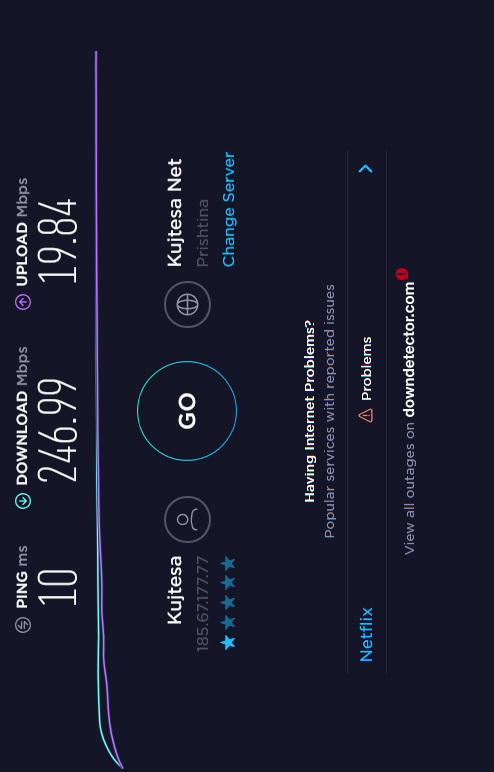 PING ms
10
DOWNLOAD Mbps
246.99
UPLOAD Mbps
19.84
Kujtesa
185.67.177.77
GO
Kujtesa Net
Prishtina
Change Server
Having Internet Problems?
Popular services with reported issues
Netflix
Problems
View all outages on downdetector.com